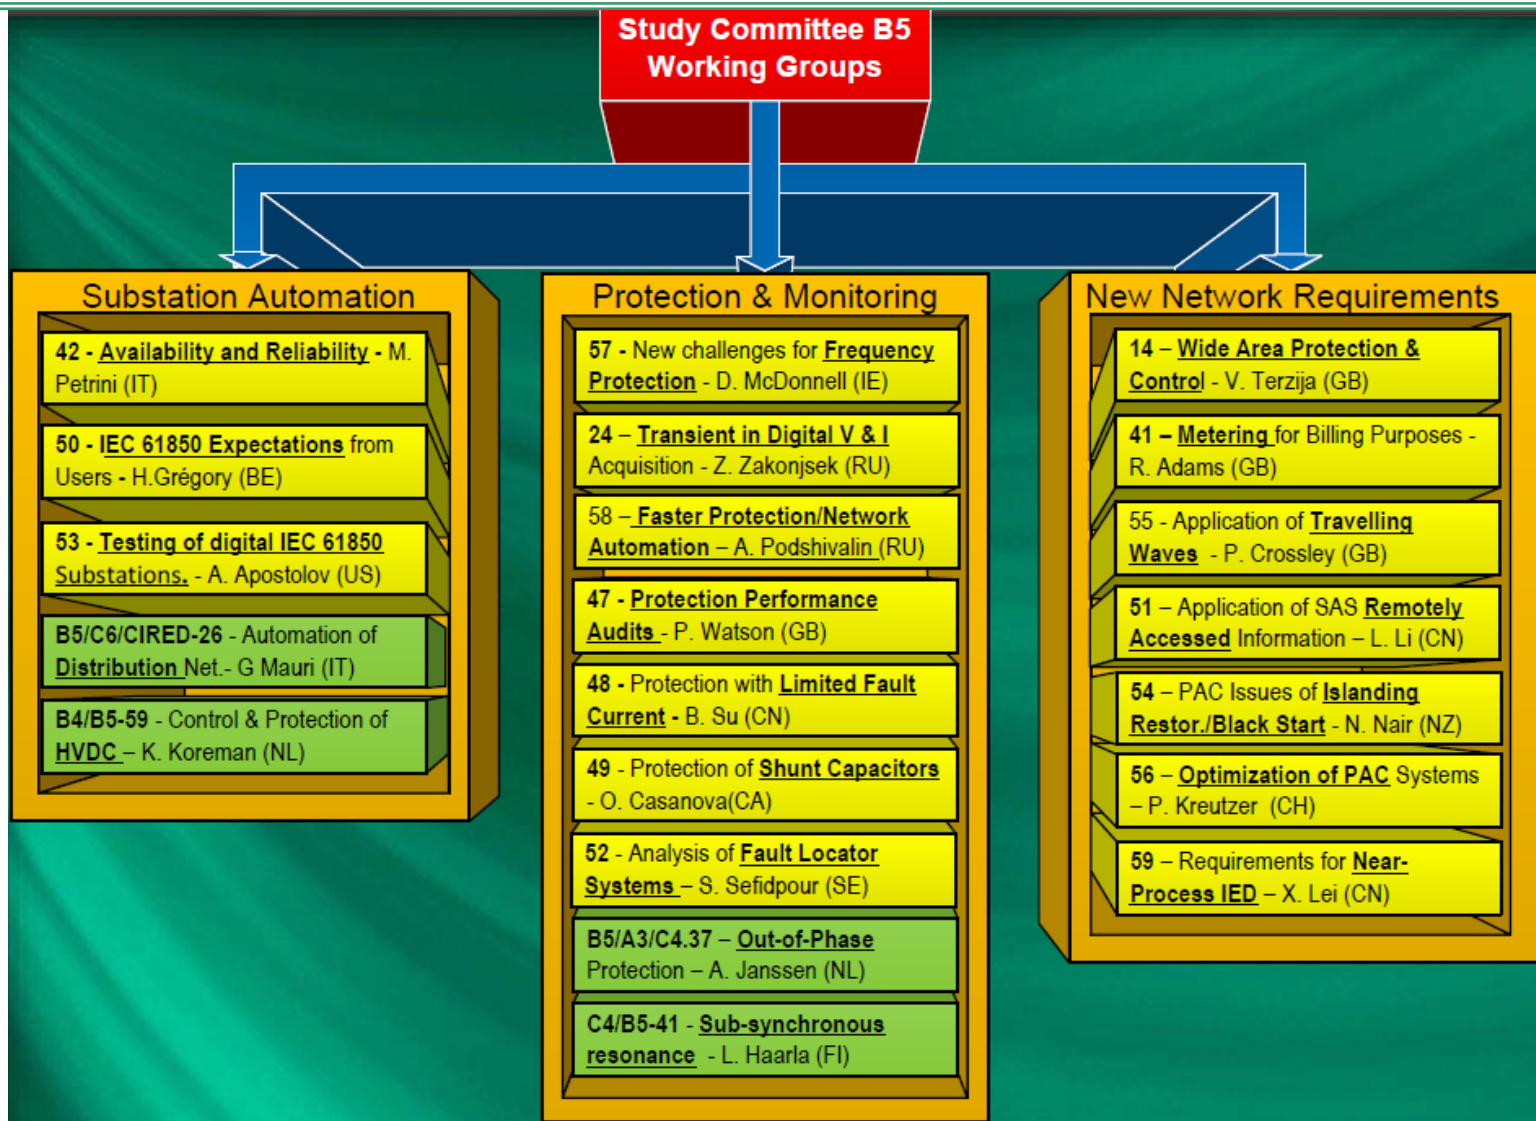 Study Committee B5
Working Groups
Substation Automation
42 - Availability and Reliability - M.
Petrini (IT)
50 - IEC 61850 Expectations from
Users - H.Grégory (BE)
53 - Testing of digital IEC 61850
Substations. - A. Apostolov (US)
B5/C6/CIRED-26 - Automation of
Distribution Net.- G Mauri (IT)
B4/B5-59 - Control & Protection of
HVDC – K. Koreman (NL)
Protection & Monitoring
57 - New challenges for Frequency
Protection - D. McDonnell (IE)
24 – Transient in Digital V & I
Acquisition - Z. Zakonjsek (RU)
58 – Faster Protection/Network
Automation – A. Podshivalin (RU)
47 - Protection Performance
Audits - P. Watson (GB)
48 - Protection with Limited Fault
Current - B. Su (CN)
49 - Protection of Shunt Capacitors
- O. Casanova(CA)
52 - Analysis of Fault Locator
Systems – S. Sefidpour (SE)
B5/A3/C4.37 – Out-of-Phase
Protection – A. Janssen (NL)
C4/B5-41 - Sub-synchronous
resonance - L. Haarla (FI)
New Network Requirements
14 – Wide Area Protection &
Control - V. Terzija (GB)
41 – Metering for Billing Purposes -
R. Adams (GB)
55 - Application of Travelling
Waves - P. Crossley (GB)
51 – Application of SAS Remotely
Accessed Information – L. Li (CN)
54 – PAC Issues of Islanding
Restor./Black Start - N. Nair (NZ)
56 – Optimization of PAC Systems
– P. Kreutzer (CH)
59 – Requirements for Near-
Process IED – X. Lei (CN)